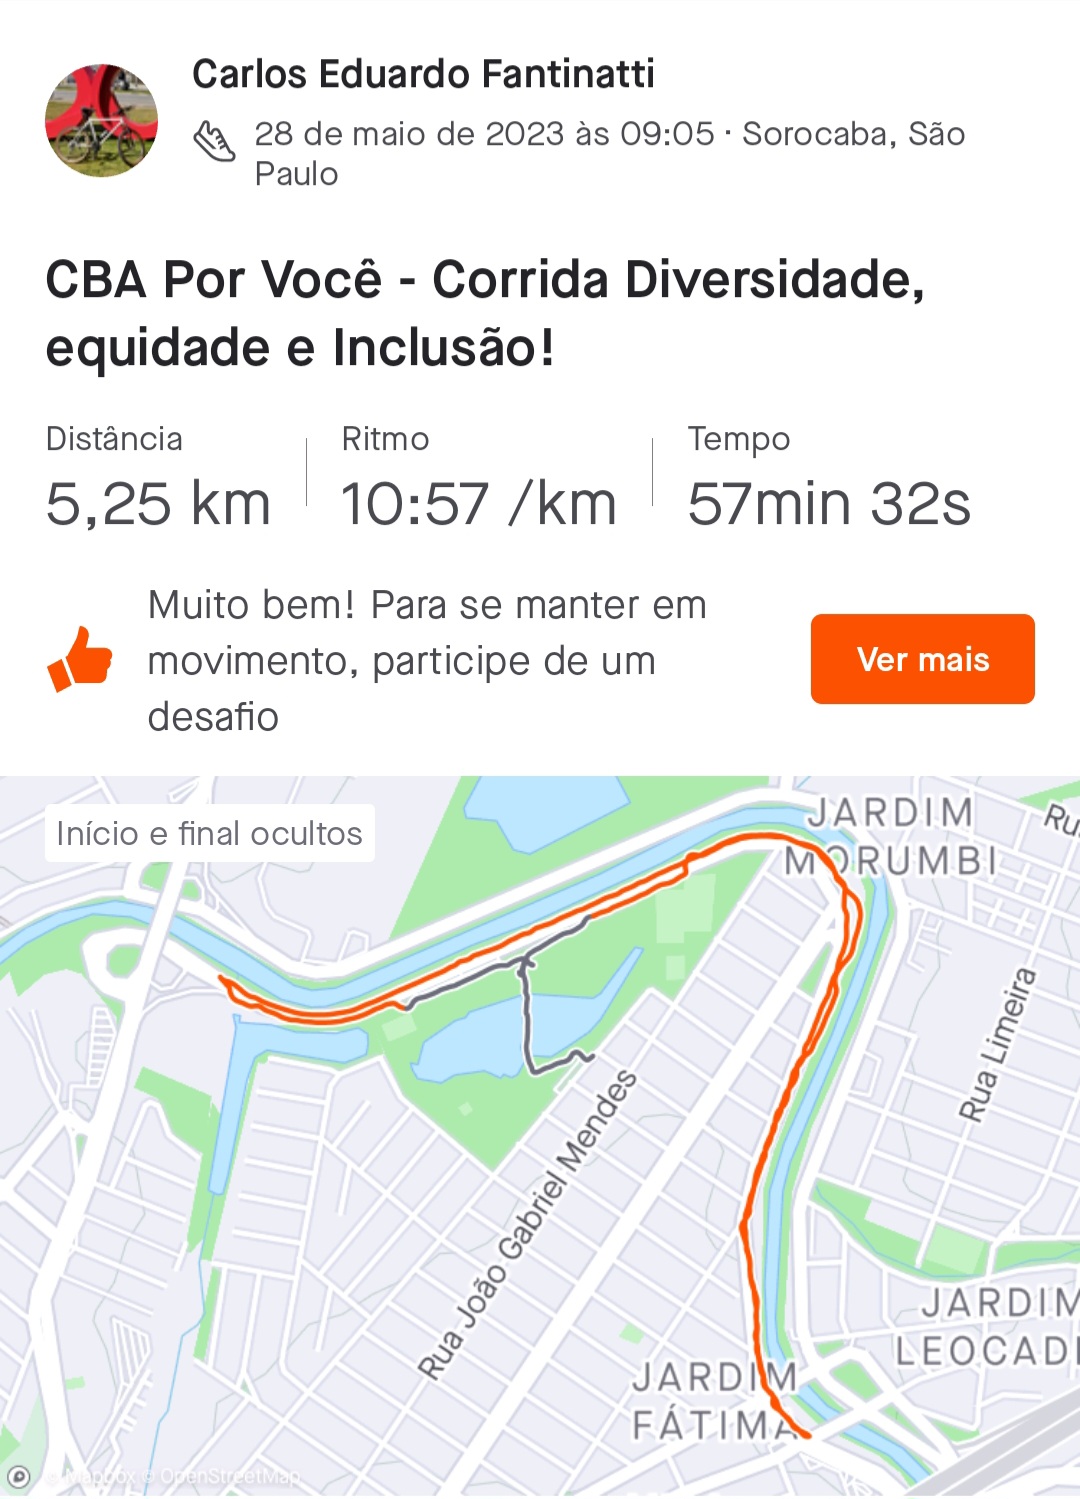 Carlos Eduardo Fantinatti
28 de maio de 2023 às 09:05 · Sorocaba, São
Paulo
CBA Por Você - Corrida Diversidade,
equidade e Inclusão!
Distância
Ritmo
Tempo
5,25 km
10:57 /km
57min 32s
Muito bem! Para se manter em
movimento, participe de um
desafio
Ver mais
Início e final ocultos
JARDIM
MORUMBI
Ru
Rua Limeira
Rua João Gabriel Mendes
JARDIM
LEOCADI
JARDIM
FÁTIMA
© Mapbox © OpenStreetMap